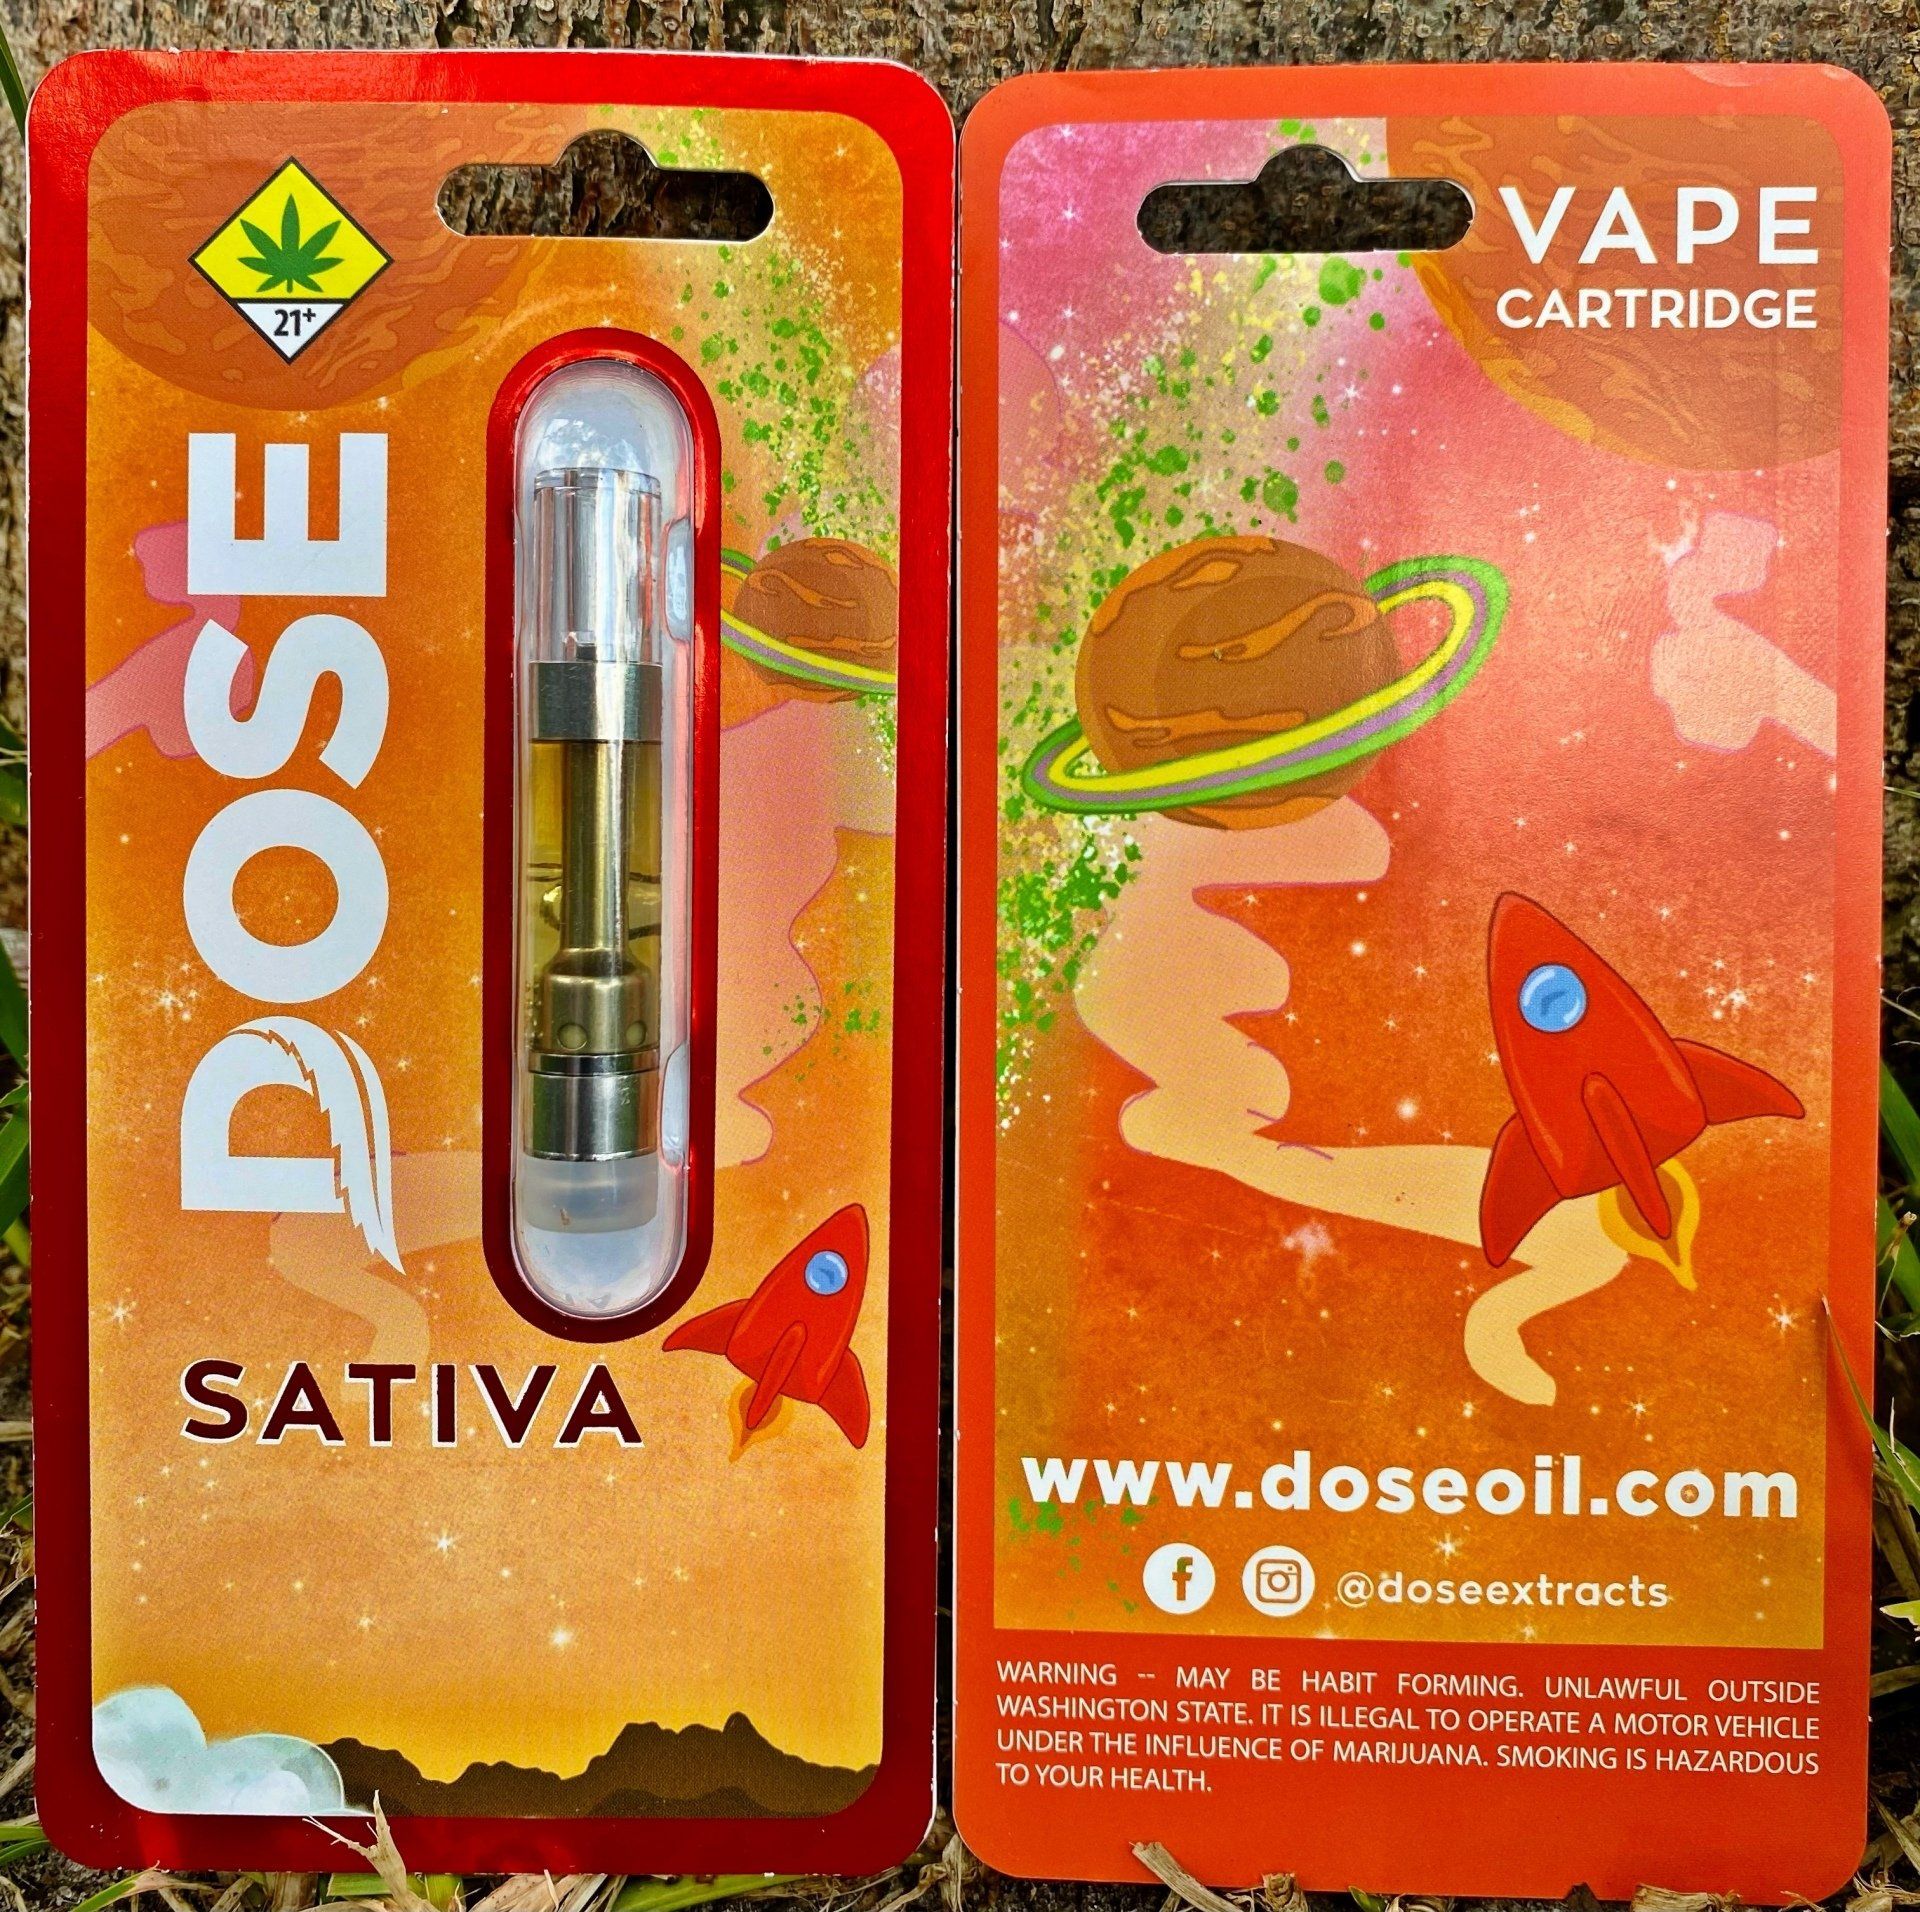 21+
DOSE
SATIVA
VAPE
CARTRIDGE
www.doseoil.com
f @doseextracts
WARNING -- MAY BE HABIT FORMING. UNLAWFUL OUTSIDE
WASHINGTON STATE. IT IS ILLEGAL TO OPERATE A MOTOR VEHICLE
UNDER THE INFLUENCE OF MARIJUANA. SMOKING IS HAZARDOUS
TO YOUR HEALTH.